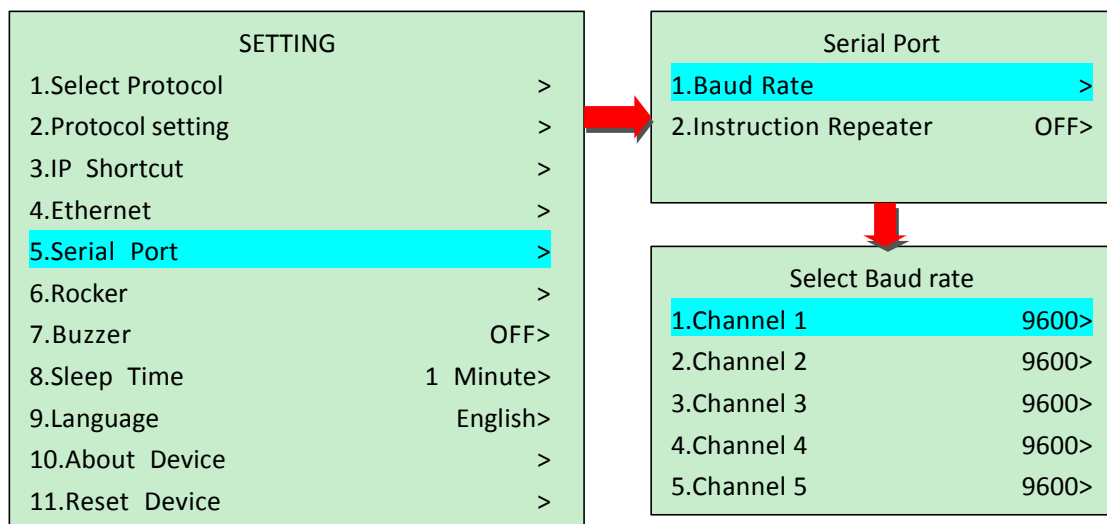 SETTING
1.Select Protocol >
2.Protocol setting >
3.IP Shortcut >
4.Ethernet >
5.Serial Port >
6.Rocker >
7.Buzzer OFF>
8.Sleep Time 1 Minute>
9.Language English>
10.About Device >
11.Reset Device >
Serial Port
1.Baud Rate >
2.Instruction Repeater OFF>
Select Baud rate
1.Channel 1 9600>
2.Channel 2 9600>
3.Channel 3 9600>
4.Channel 4 9600>
5.Channel 5 9600>